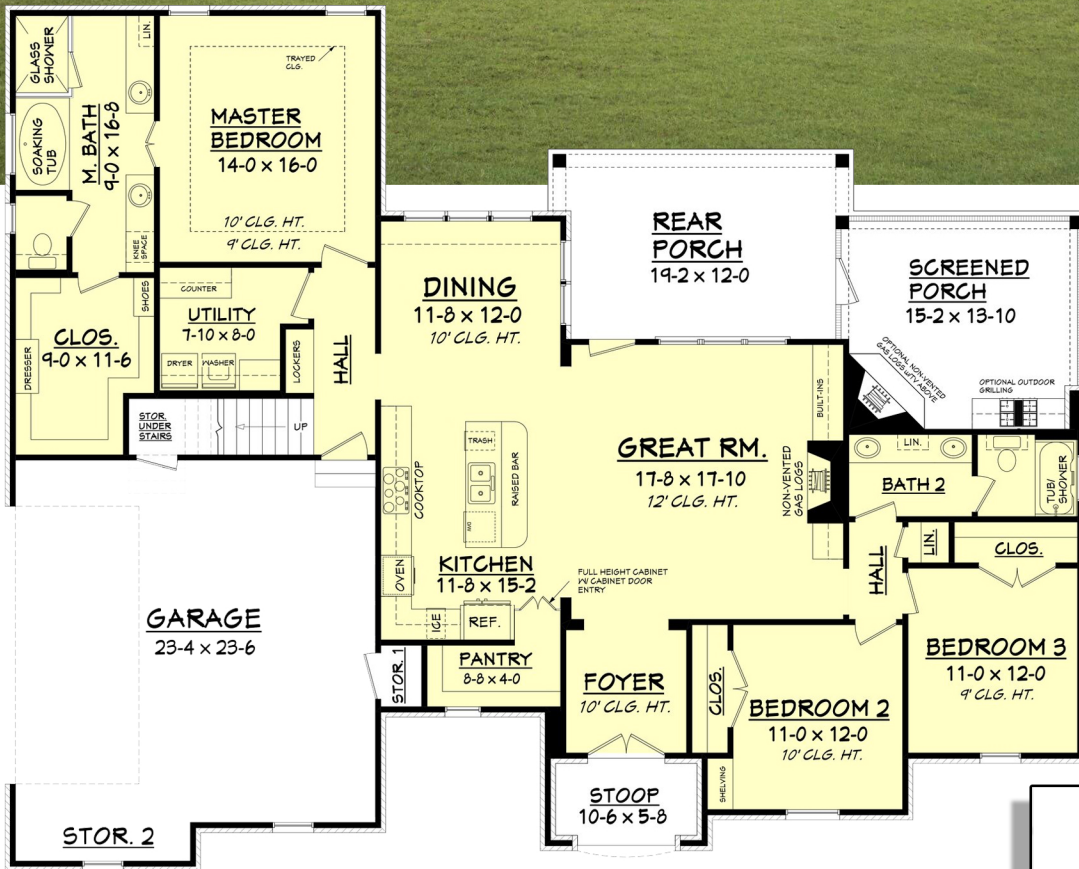 GLASS
SHOWER
LIN.
SOAKING
TUB
M. BATH
9-0 x 16-8
KNEE
SPACE
TRAYED
CLG.
MASTER
BEDROOM
14-0 x 16-0
10' CLG. HT.
9' CLG. HT.
SHOES
CLOS.
9-0 x 11-6
DRESSER
COUNTER
UTILITY
7-10 x 8-0
DRYER
WASHER
LOCKERS
HALL
STOR.
UNDER
STAIRS
UP
DINING
11-8 x 12-0
10' CLG. HT.
REAR
PORCH
19-2 x 12-0
SCREENED
PORCH
15-2 x 13-10
OPTIONAL NON-VENTED
GAS LOGS w/TV ABOVE
OPTIONAL OUTDOOR
GRILLING
BUILT-INS
GREAT RM.
17-8 x 17-10
12' CLG. HT.
NON-VENTED
GAS LOGS
TRASH
RAISED BAR
DW
COOKTOP
OVEN
KITCHEN
11-8 x 15-2
ICE
REF.
FULL HEIGHT CABINET
W/ CABINET DOOR
ENTRY
LIN.
BATH 2
TUB/
SHOWER
HALL
LIN.
CLOS.
GARAGE
23-4 x 23-6
STOR. 1
PANTRY
8-8 x 4-0
FOYER
10' CLG. HT.
CLOS.
BEDROOM 2
11-0 x 12-0
10' CLG. HT.
SHELVING
BEDROOM 3
11-0 x 12-0
9' CLG. HT.
STOOP
10-6 x 5-8
STOR. 2